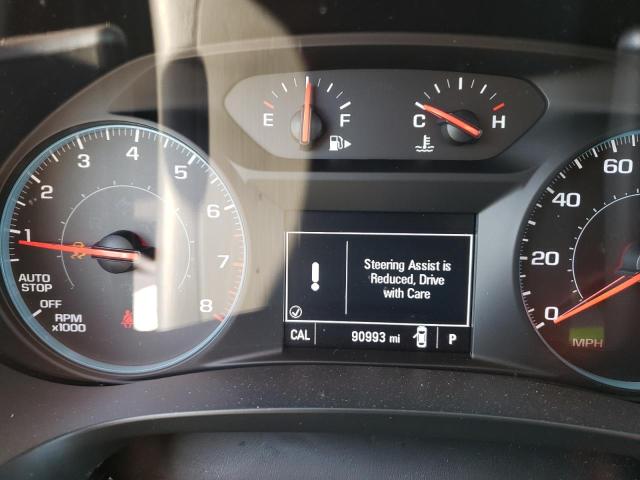 E F
C H
1 2 3 4 5 6 7 8
AUTO
STOP
OFF
RPM
x1000
Steering Assist is
Reduced, Drive
with Care
CAL 90993 mi P
0 20 40 60
MPH